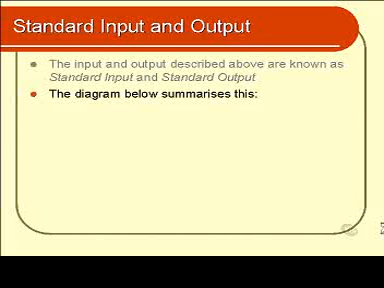 Standard Input and Output
The input and output described above are known as
Standard Input and Standard Output
The diagram below summarises this: